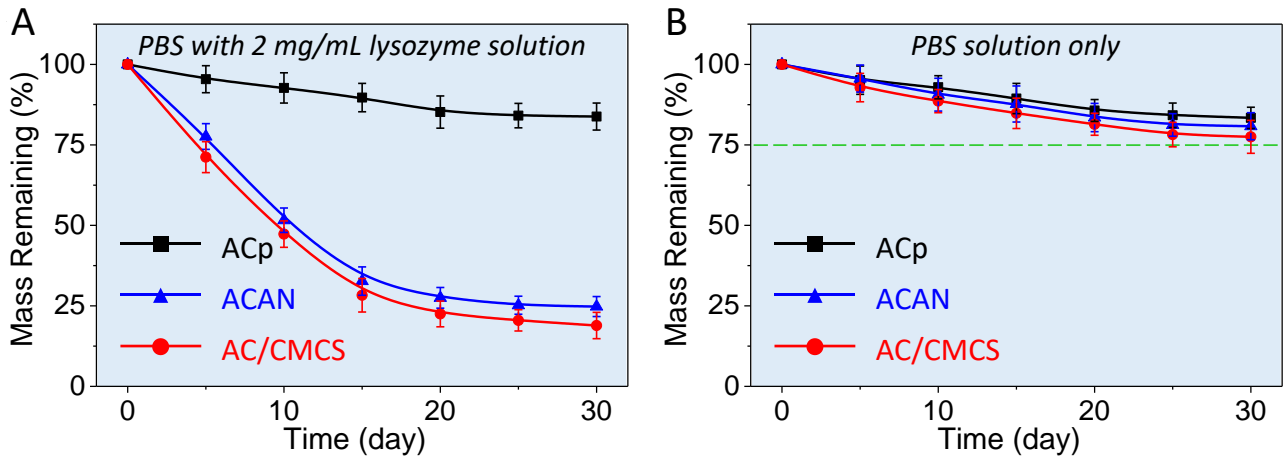 A
PBS with 2 mg/mL lysozyme solution
Mass Remaining (%)
100
75
50
25
0
ACp
ACAN
AC/CMCS
0
10
20
30
Time (day)
B
PBS solution only
Mass Remaining (%)
100
75
50
25
0
ACp
ACAN
AC/CMCS
0
10
20
30
Time (day)